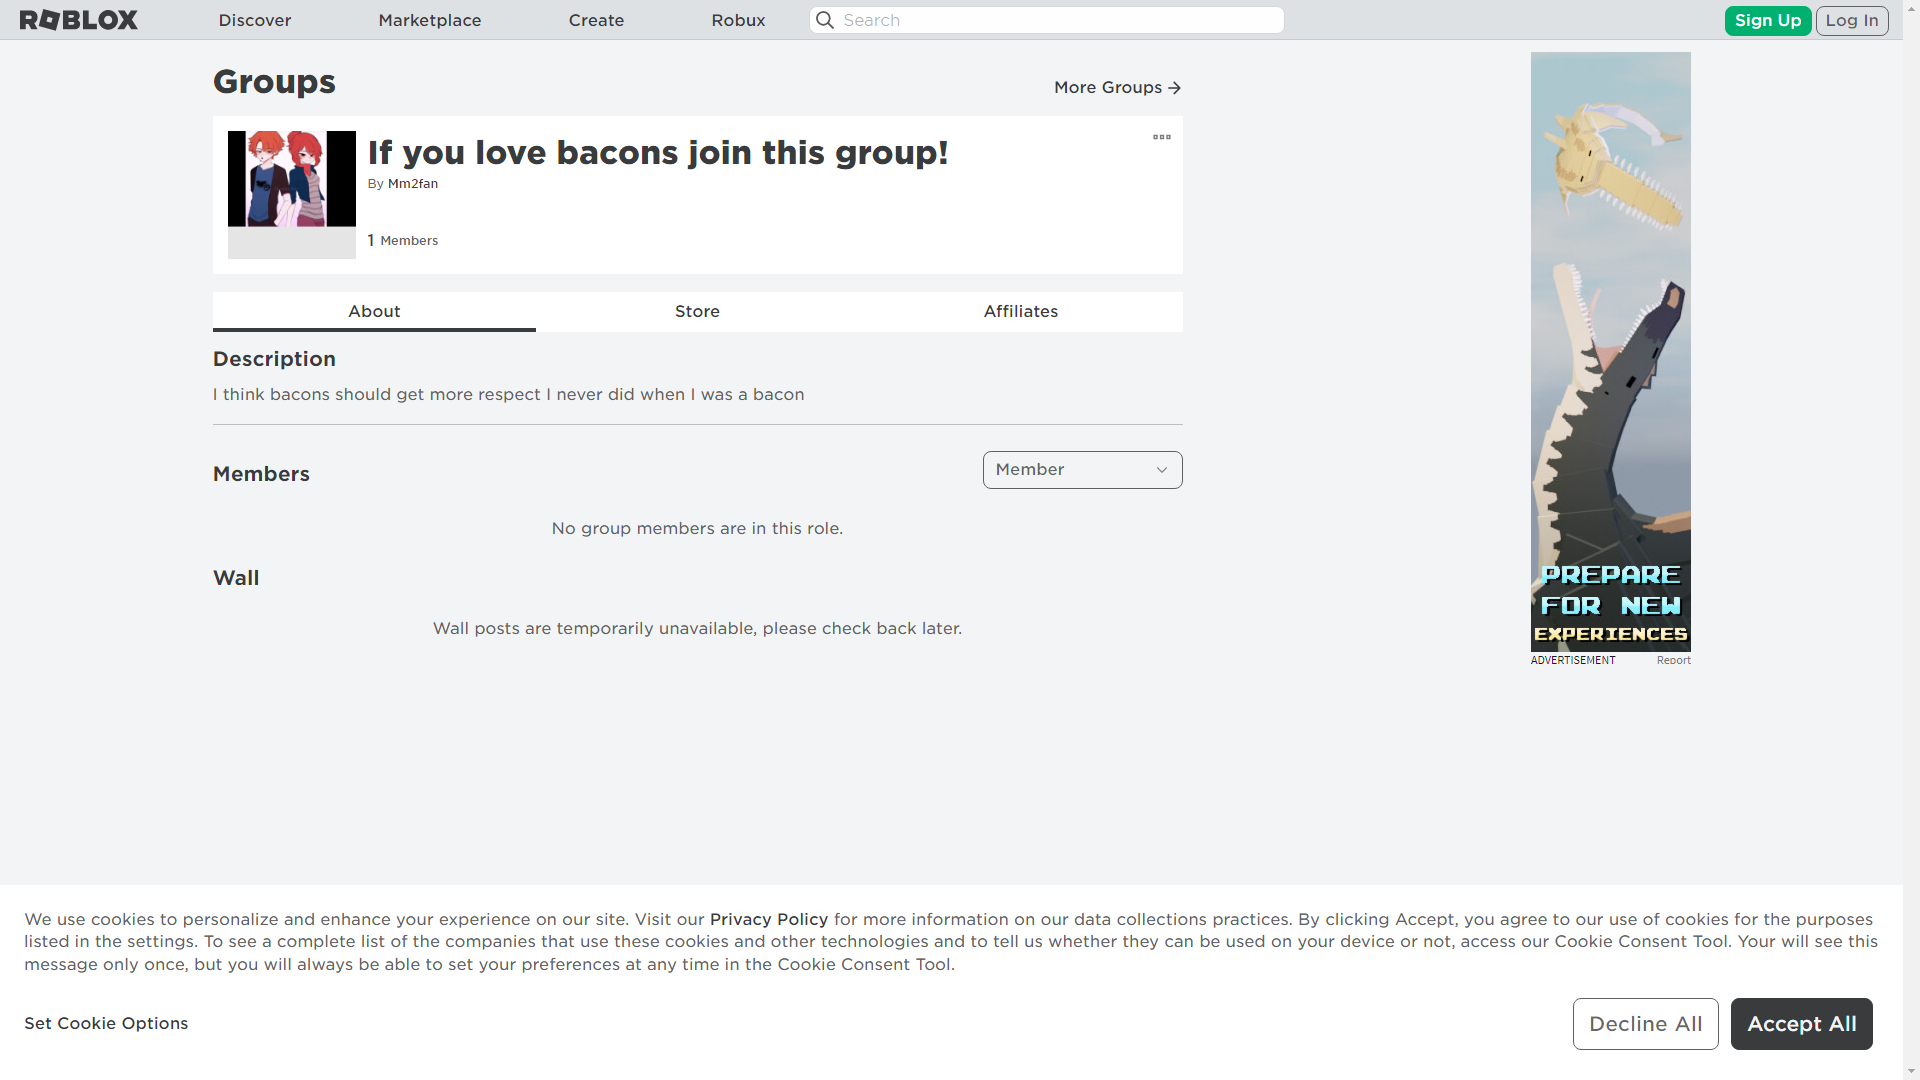 ROBLOX Discover Marketplace Create Robux Search Sign Up Log In
Groups
More Groups
If you love bacons join this group!
By Mm2fan
1 Members
About Store Affiliates
Description
I think bacons should get more respect I never did when I was a bacon
Members
Member
No group members are in this role.
Wall
Wall posts are temporarily unavailable, please check back later.
PREPARE
FOR NEW
EXPERIENCES
ADVERTISEMENT Report
We use cookies to personalize and enhance your experience on our site. Visit our Privacy Policy for more information on our data collections practices. By clicking Accept, you agree to our use of cookies for the purposes
listed in the settings. To see a complete list of the companies that use these cookies and other technologies and to tell us whether they can be used on your device or not, access our Cookie Consent Tool. Your will see this
message only once, but you will always be able to set your preferences at any time in the Cookie Consent Tool.
Set Cookie Options
Decline All
Accept All